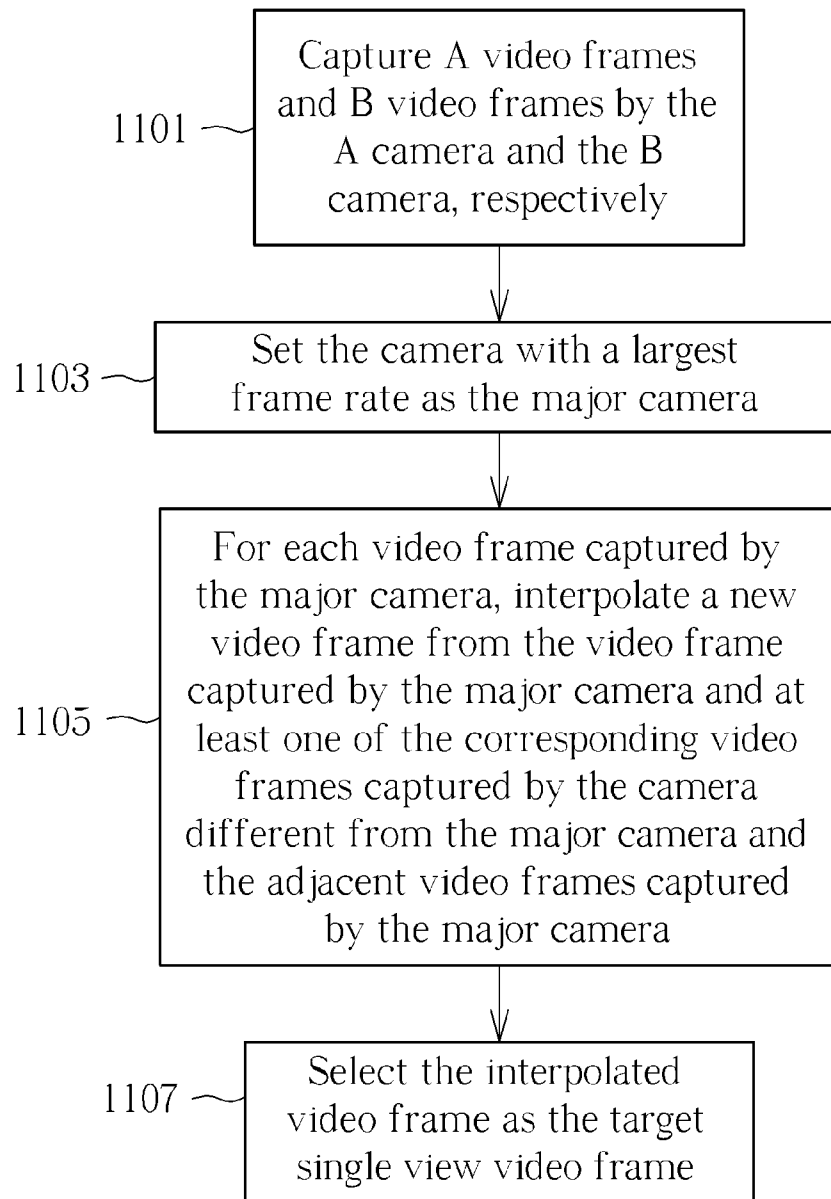 Capture A video frames
and B video frames by the
A camera and the B
camera, respectively
1101
Set the camera with a largest
frame rate as the major camera
1103
For each video frame captured by
the major camera, interpolate a new
video frame from the video frame
captured by the major camera and at
least one of the corresponding video
frames captured by the camera
different from the major camera and
the adjacent video frames captured
by the major camera
1105
Select the interpolated
video frame as the target
single view video frame
1107